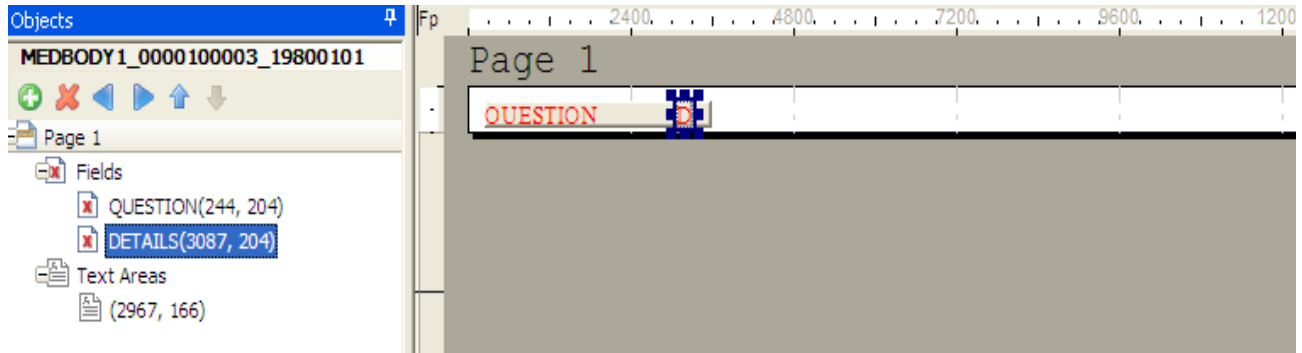 Objects
MEDBODY1_0000100003_19800101
Page 1
Fields
QUESTION(244, 204)
DETAILS(3087, 204)
Text Areas
(2967, 166)
Fp 2400 4800 7200 9600 1200
Page 1
QUESTION D